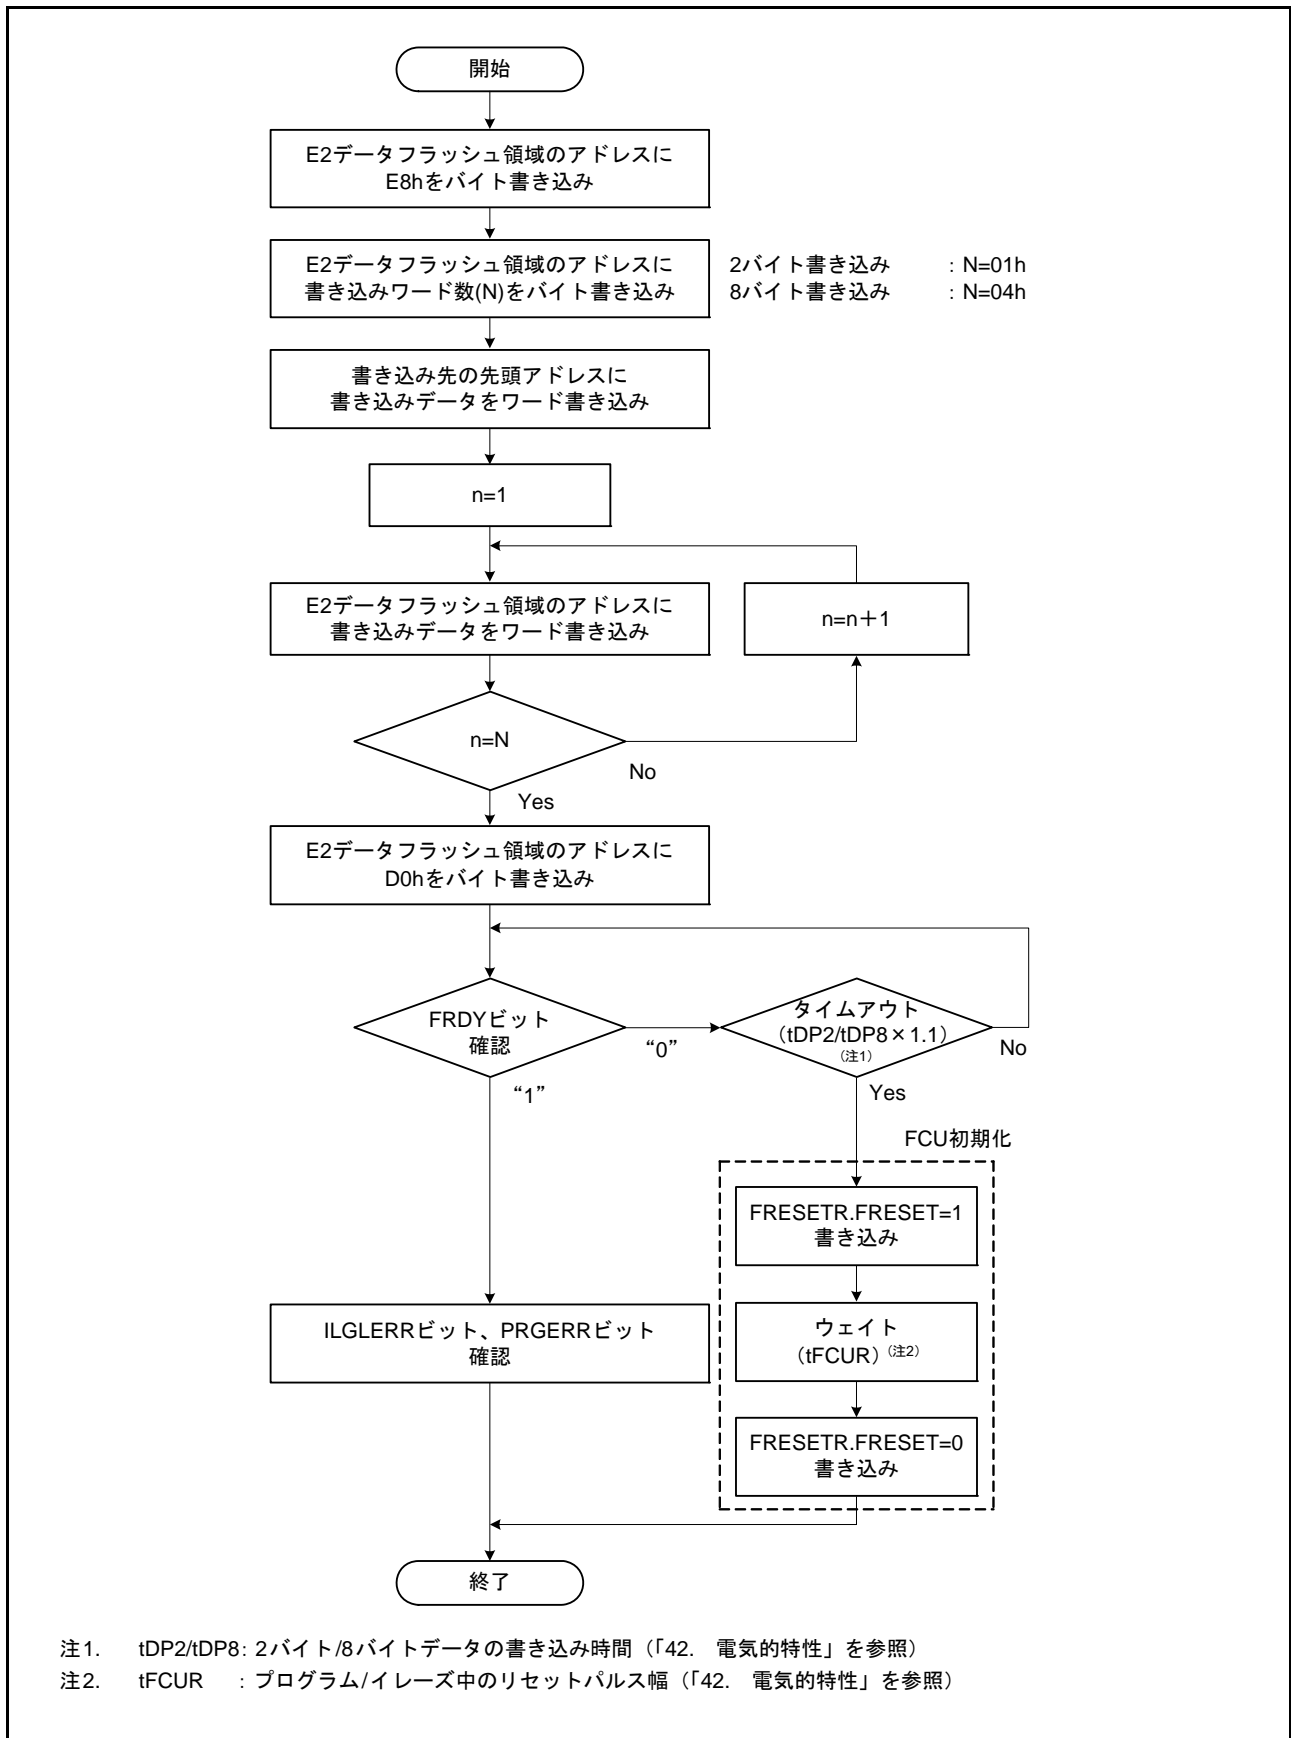 開始
E2データフラッシュ領域のアドレスに
E8hをバイト書き込み
E2データフラッシュ領域のアドレスに
書き込みワード数(N)をバイト書き込み
2バイト書き込み : N=01h
8バイト書き込み : N=04h
書き込み先の先頭アドレスに
書き込みデータをワード書き込み
n=1
E2データフラッシュ領域のアドレスに
書き込みデータをワード書き込み
n=n+1
n=N
No
Yes
E2データフラッシュ領域のアドレスに
D0hをバイト書き込み
FRDYビット
確認
“0”
“1”
タイムアウト
(tDP2/tDP8×1.1)
(注1)
No
Yes
FCU初期化
FRESETR.FRESET=1
書き込み
ウェイト
(tFCUR) (注2)
FRESETR.FRESET=0
書き込み
ILGLERRビット、PRGERRビット
確認
終了
注1. tDP2/tDP8: 2バイト/8バイトデータの書き込み時間（「42. 電気的特性」を参照）
注2. tFCUR : プログラム/イレーズ中のリセットパルス幅（「42. 電気的特性」を参照）